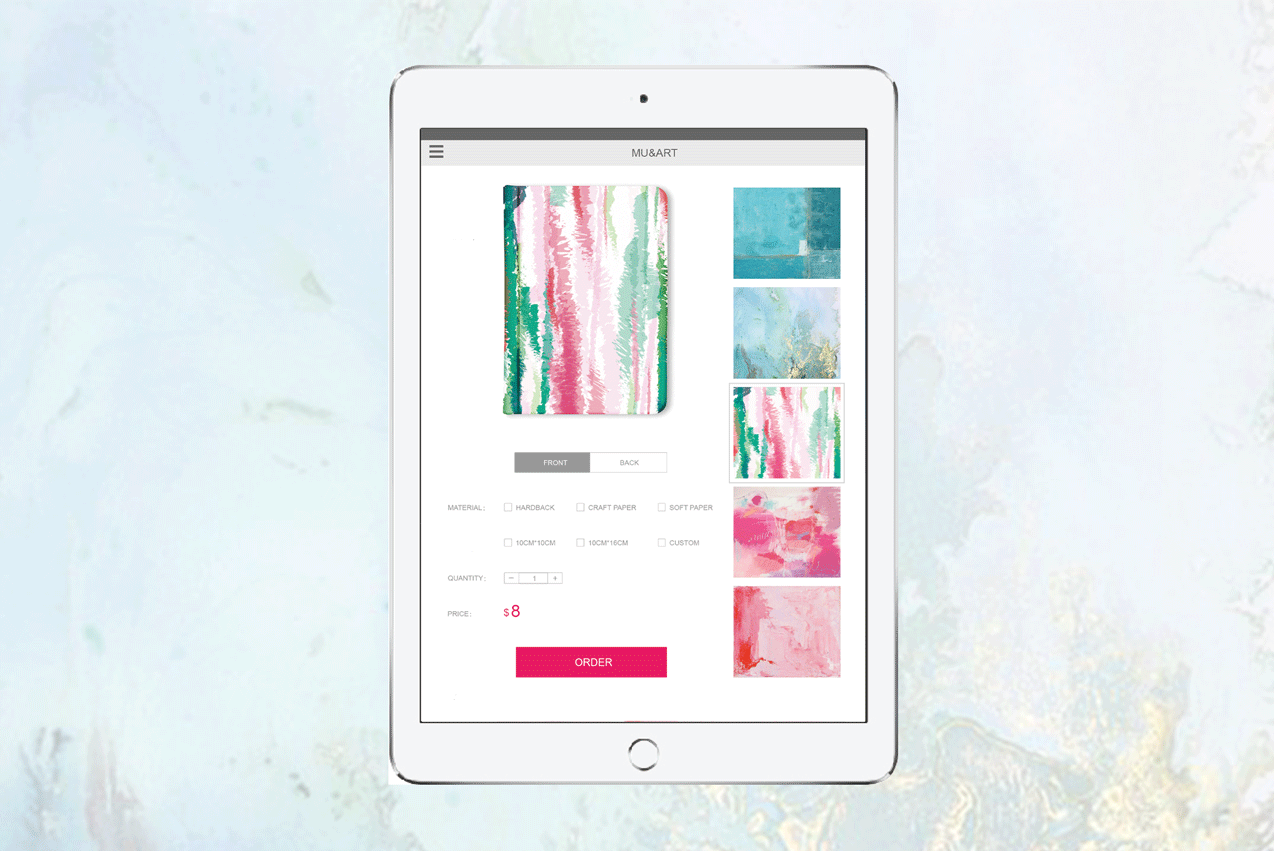 MU&ART
FRONT BACK
MATERIAL: HARDBACK CRAFT PAPER SOFT PAPER
10CM*10CM 10CM*16CM CUSTOM
QUANTITY: − 1 +
PRICE: $8
ORDER